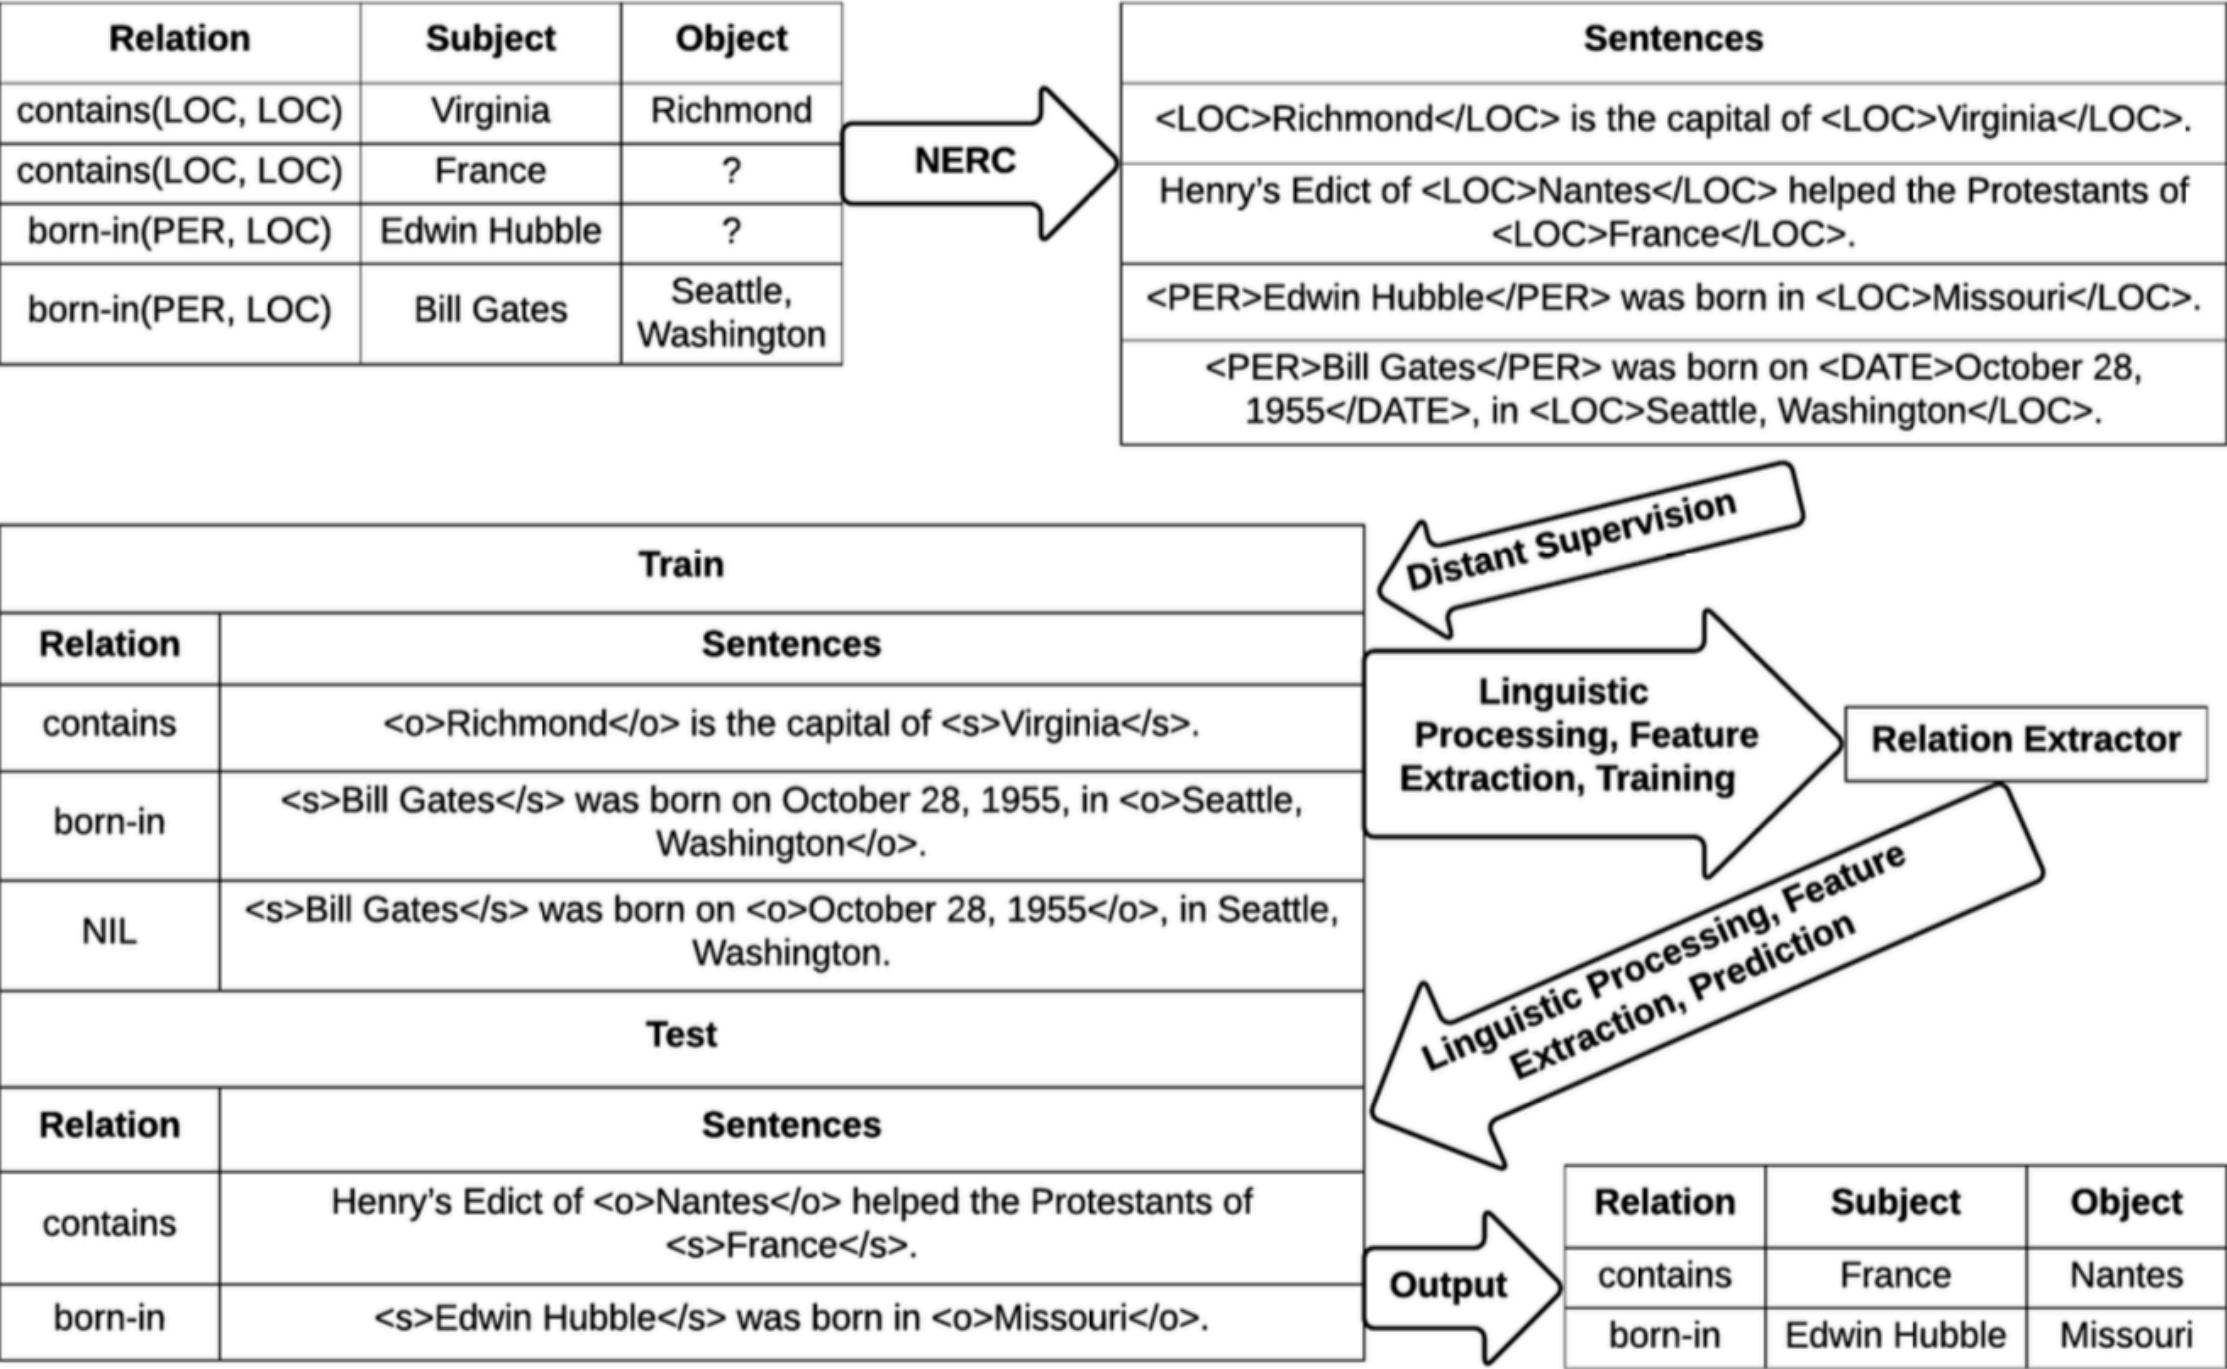 Relation Subject Object
contains(LOC, LOC) Virginia Richmond
contains(LOC, LOC) France ?
born-in(PER, LOC) Edwin Hubble ?
born-in(PER, LOC) Bill Gates Seattle,
Washington
NERC
Sentences
<LOC>Richmond</LOC> is the capital of <LOC>Virginia</LOC>.
Henry’s Edict of <LOC>Nantes</LOC> helped the Protestants of
<LOC>France</LOC>.
<PER>Edwin Hubble</PER> was born in <LOC>Missouri</LOC>.
<PER>Bill Gates</PER> was born on <DATE>October 28,
1955</DATE>, in <LOC>Seattle, Washington</LOC>.
Distant Supervision
Train
Relation Sentences
contains <o>Richmond</o> is the capital of <s>Virginia</s>.
born-in <s>Bill Gates</s> was born on October 28, 1955, in <o>Seattle,
Washington</o>.
NIL <s>Bill Gates</s> was born on <o>October 28, 1955</o>, in Seattle,
Washington.
Linguistic
Processing, Feature
Extraction, Training
Relation Extractor
Linguistic Processing, Feature
Extraction, Prediction
Test
Relation Sentences
contains Henry’s Edict of <o>Nantes</o> helped the Protestants of
<s>France</s>.
born-in <s>Edwin Hubble</s> was born in <o>Missouri</o>.
Output
Relation Subject Object
contains France Nantes
born-in Edwin Hubble Missouri